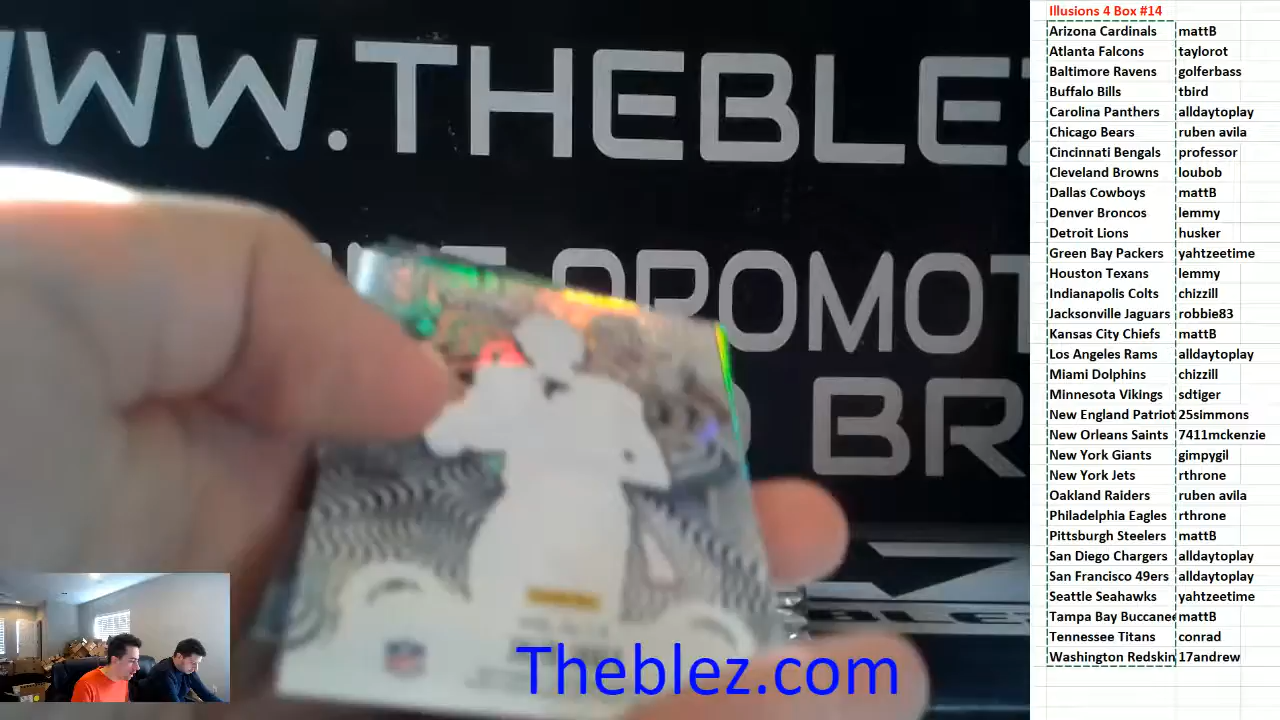 WWW.THEBLEZ
PROMOT
BR
Theblez.com
Illusions 4 Box #14
Arizona Cardinals mattB
Atlanta Falcons taylorot
Baltimore Ravens golferbass
Buffalo Bills tbird
Carolina Panthers alldaytoplay
Chicago Bears ruben avila
Cincinnati Bengals professor
Cleveland Browns loubob
Dallas Cowboys mattB
Denver Broncos lemmy
Detroit Lions husker
Green Bay Packers yahtzeetime
Houston Texans lemmy
Indianapolis Colts chizzill
Jacksonville Jaguars robbie83
Kansas City Chiefs mattB
Los Angeles Rams alldaytoplay
Miami Dolphins chizzill
Minnesota Vikings sdtiger
New England Patriot 25simmons
New Orleans Saints 7411mckenzie
New York Giants gimpygil
New York Jets rthrone
Oakland Raiders ruben avila
Philadelphia Eagles rthrone
Pittsburgh Steelers mattB
San Diego Chargers alldaytoplay
San Francisco 49ers alldaytoplay
Seattle Seahawks yahtzeetime
Tampa Bay Buccanee mattB
Tennessee Titans conrad
Washington Redskin 17andrew